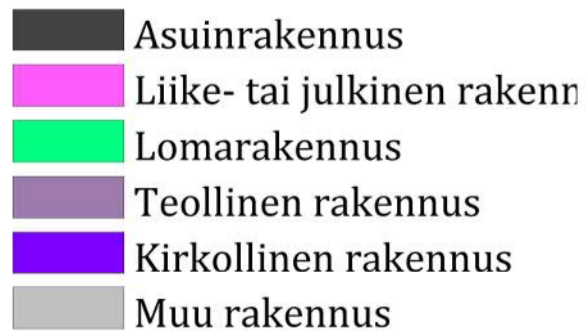 Asuinrakennus
Liike- tai julkinen rakenn
Lomarakennus
Teollinen rakennus
Kirkollinen rakennus
Muu rakennus